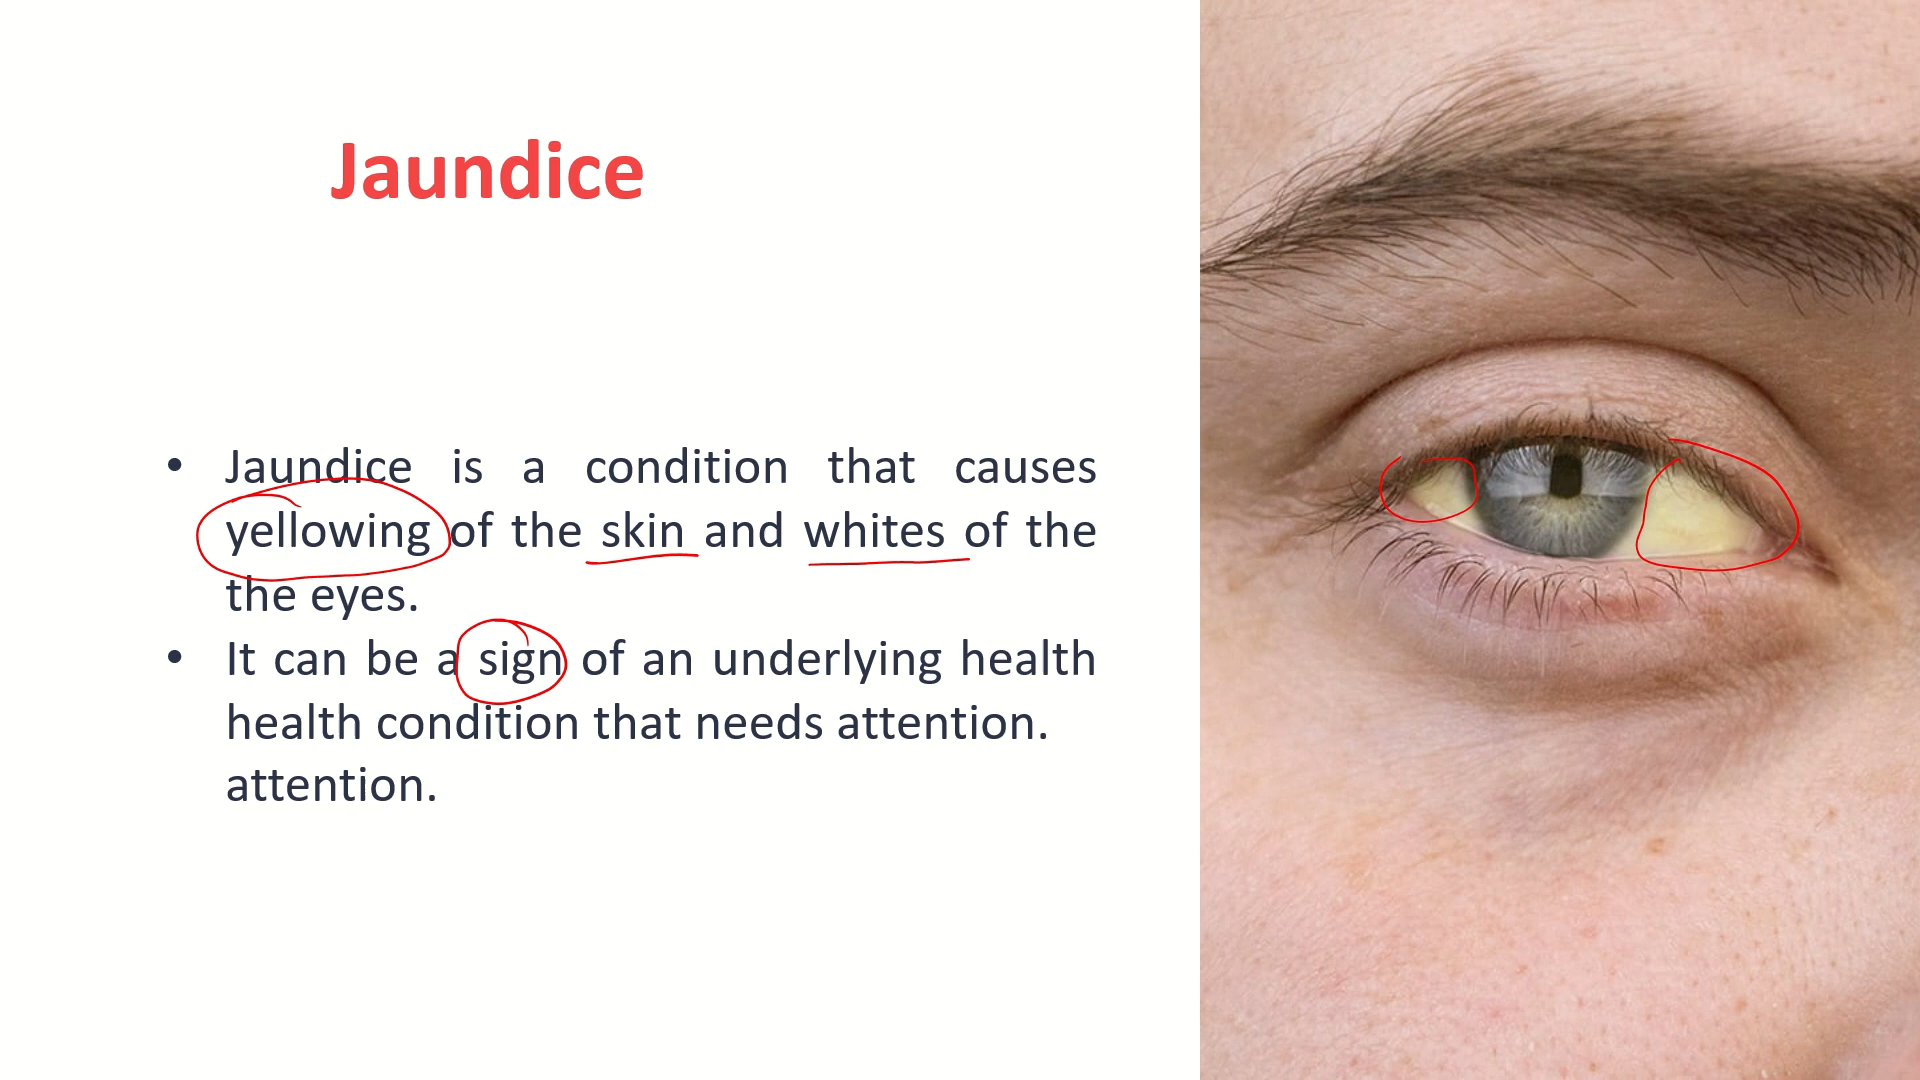 Jaundice
• Jaundice is a condition that causes
yellowing of the skin and whites of the
the eyes.
• It can be a sign of an underlying health
health condition that needs attention.
attention.